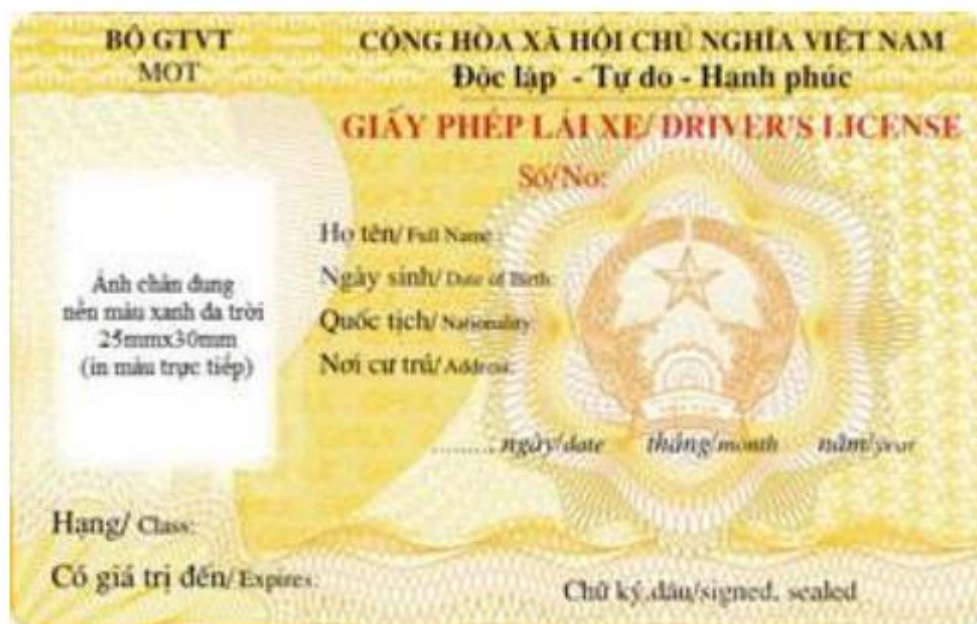 BỘ GTVT
MOT
CỘNG HÒA XÃ HỘI CHỦ NGHĨA VIỆT NAM
Độc lập - Tự do - Hạnh phúc
GIẤY PHÉP LÁI XE/ DRIVER'S LICENSE
Số/No:
Ảnh chân dung
nền màu xanh da trời
25mmx30mm
(in màu trực tiếp)
Họ tên/ Full Name :
Ngày sinh/ Date of Birth:
Quốc tịch/ Nationality:
Nơi cư trú/ Address:
......... ngày/date tháng/month năm/year
Hạng/ Class:
Có giá trị đến/ Expires:
Chữ ký,dấu/signed, sealed